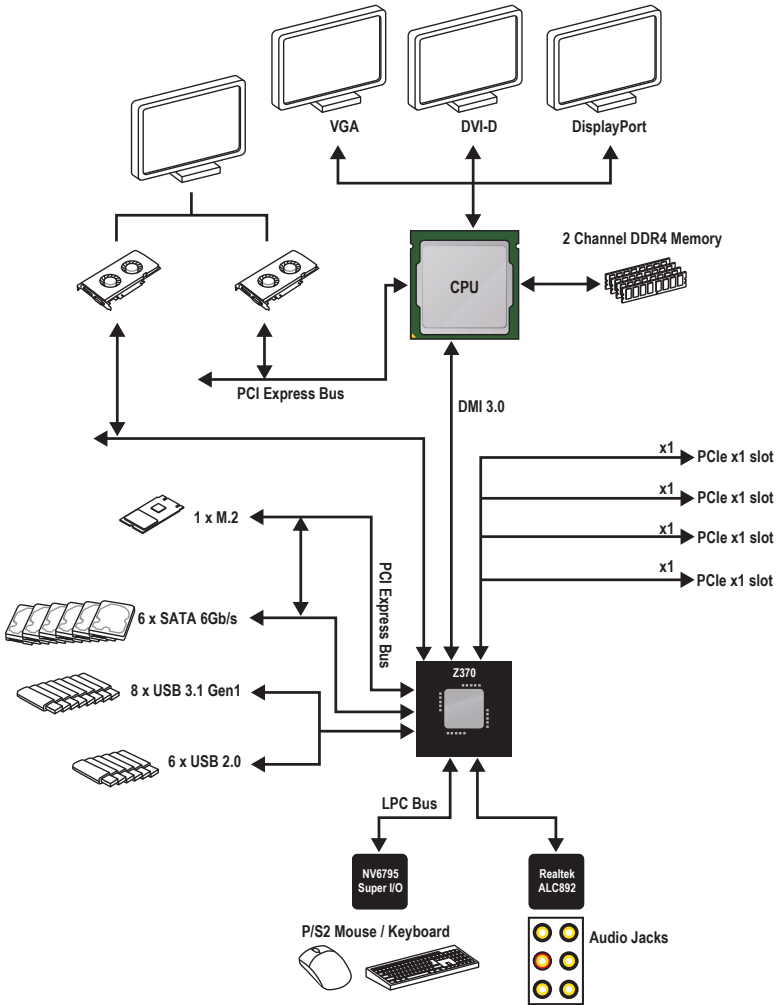 VGA
DVI-D
DisplayPort
2 Channel DDR4 Memory
CPU
PCI Express Bus
DMI 3.0
x1
PCIe x1 slot
x1
PCIe x1 slot
x1
PCIe x1 slot
x1
PCIe x1 slot
1 x M.2
PCI Express Bus
6 x SATA 6Gb/s
Z370
8 x USB 3.1 Gen1
6 x USB 2.0
LPC Bus
NV6795
Super I/O
Realtek
ALC892
P/S2 Mouse / Keyboard
Audio Jacks